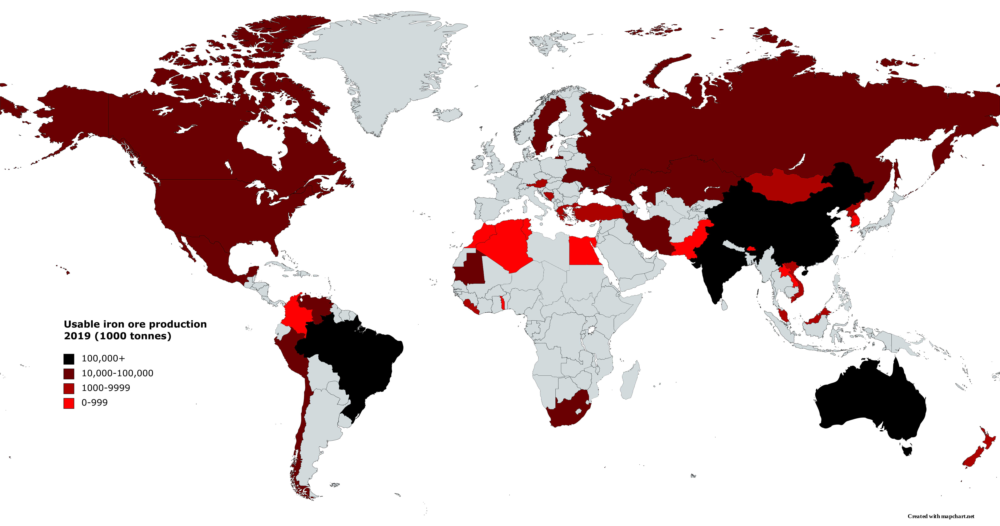 Usable iron ore production
2019 (1000 tonnes)
100,000+
10,000-100,000
1000-9999
0-999
Created with mapchart.net